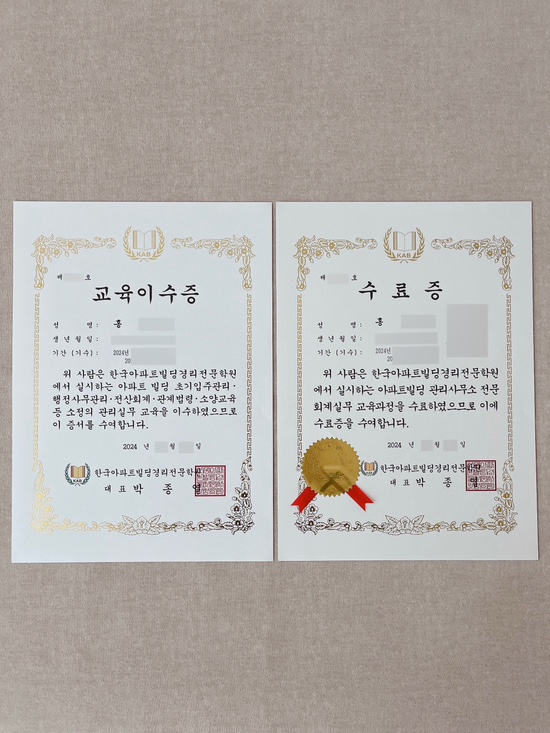 KAB
제 호
교육이수증
성 명 : 홍
생 년 월 일 :
기간 (기수) : 2024년
20
위 사람은 한국아파트빌딩경리전문학원
에서 실시하는 아파트 빌딩 초기입주관리·
행정사무관리·전산회계·관계법령·소양교육
등 소정의 관리실무 교육을 이수하였으므로
이 증서를 수여합니다.
2024 년 월 일
KAB
한국아파트빌딩경리전문학원
대 표 박 종 열
KAB
제 호
수 료 증
성 명 : 홍
생 년 월 일 :
기간 (기수) : 2024년
20
위 사람은 한국아파트빌딩경리전문학원
에서 실시하는 아파트빌딩 관리사무소 전문
회계실무 교육과정을 수료하였으므로 이에
수료증을 수여합니다.
2024 년 월 일
한국아파트빌딩경리전문학원
대 표 박 종 열